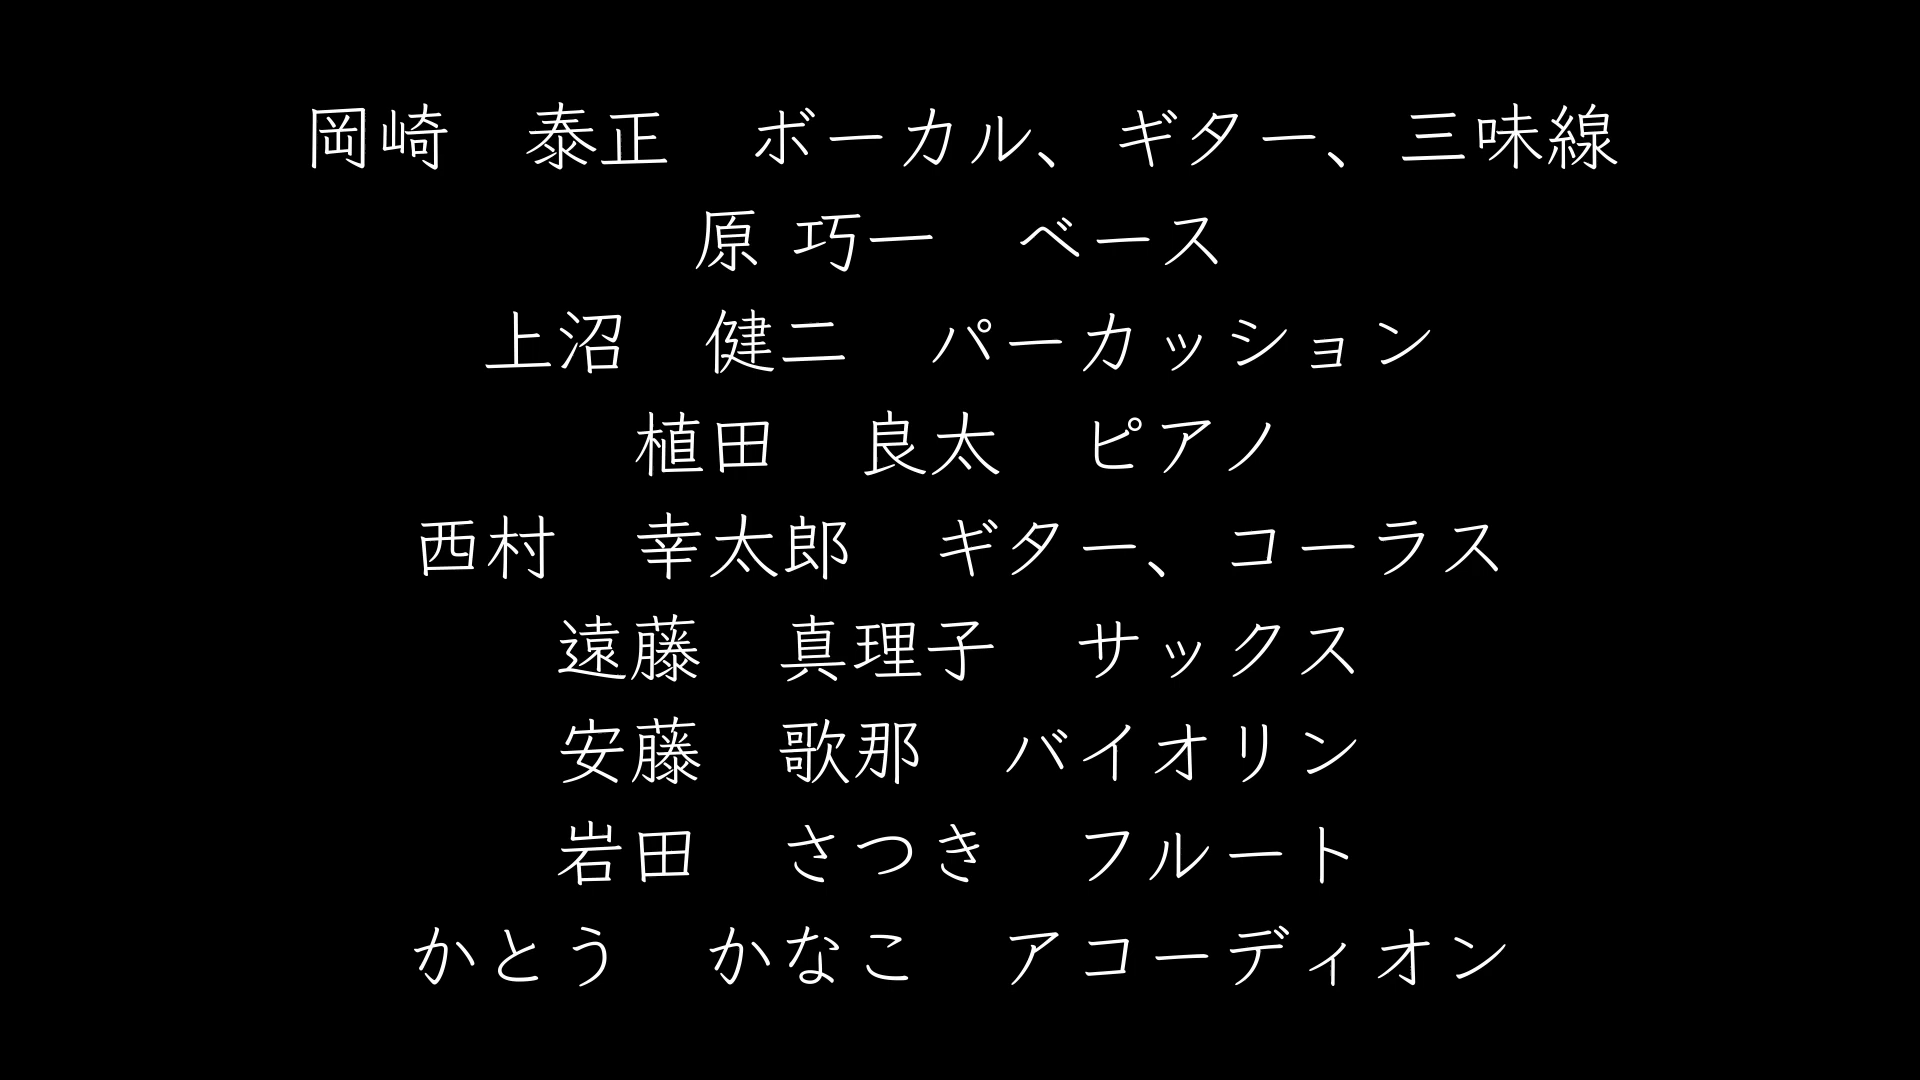 岡崎　泰正　ボーカル、ギター、三味線
原 巧一　ベース
上沼　健二　パーカッション
植田　良太　ピアノ
西村　幸太郎　ギター、コーラス
遠藤　真理子　サックス
安藤　歌那　バイオリン
岩田　さつき　フルート
かとう　かなこ　アコーディオン